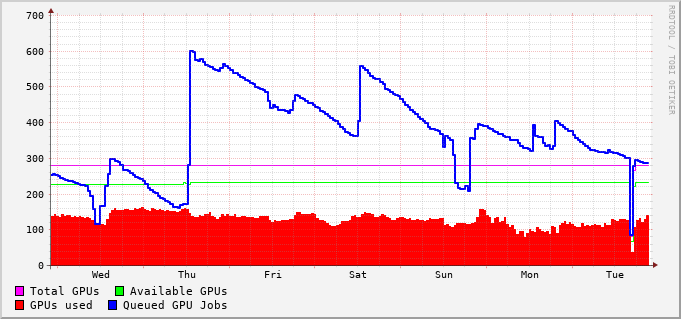 700
600
500
400
300
200
100
0
Wed Thu Fri Sat Sun Mon Tue
Total GPUs Available GPUs
GPUs used Queued GPU Jobs
RRDTOOL / TOBI OETIKER